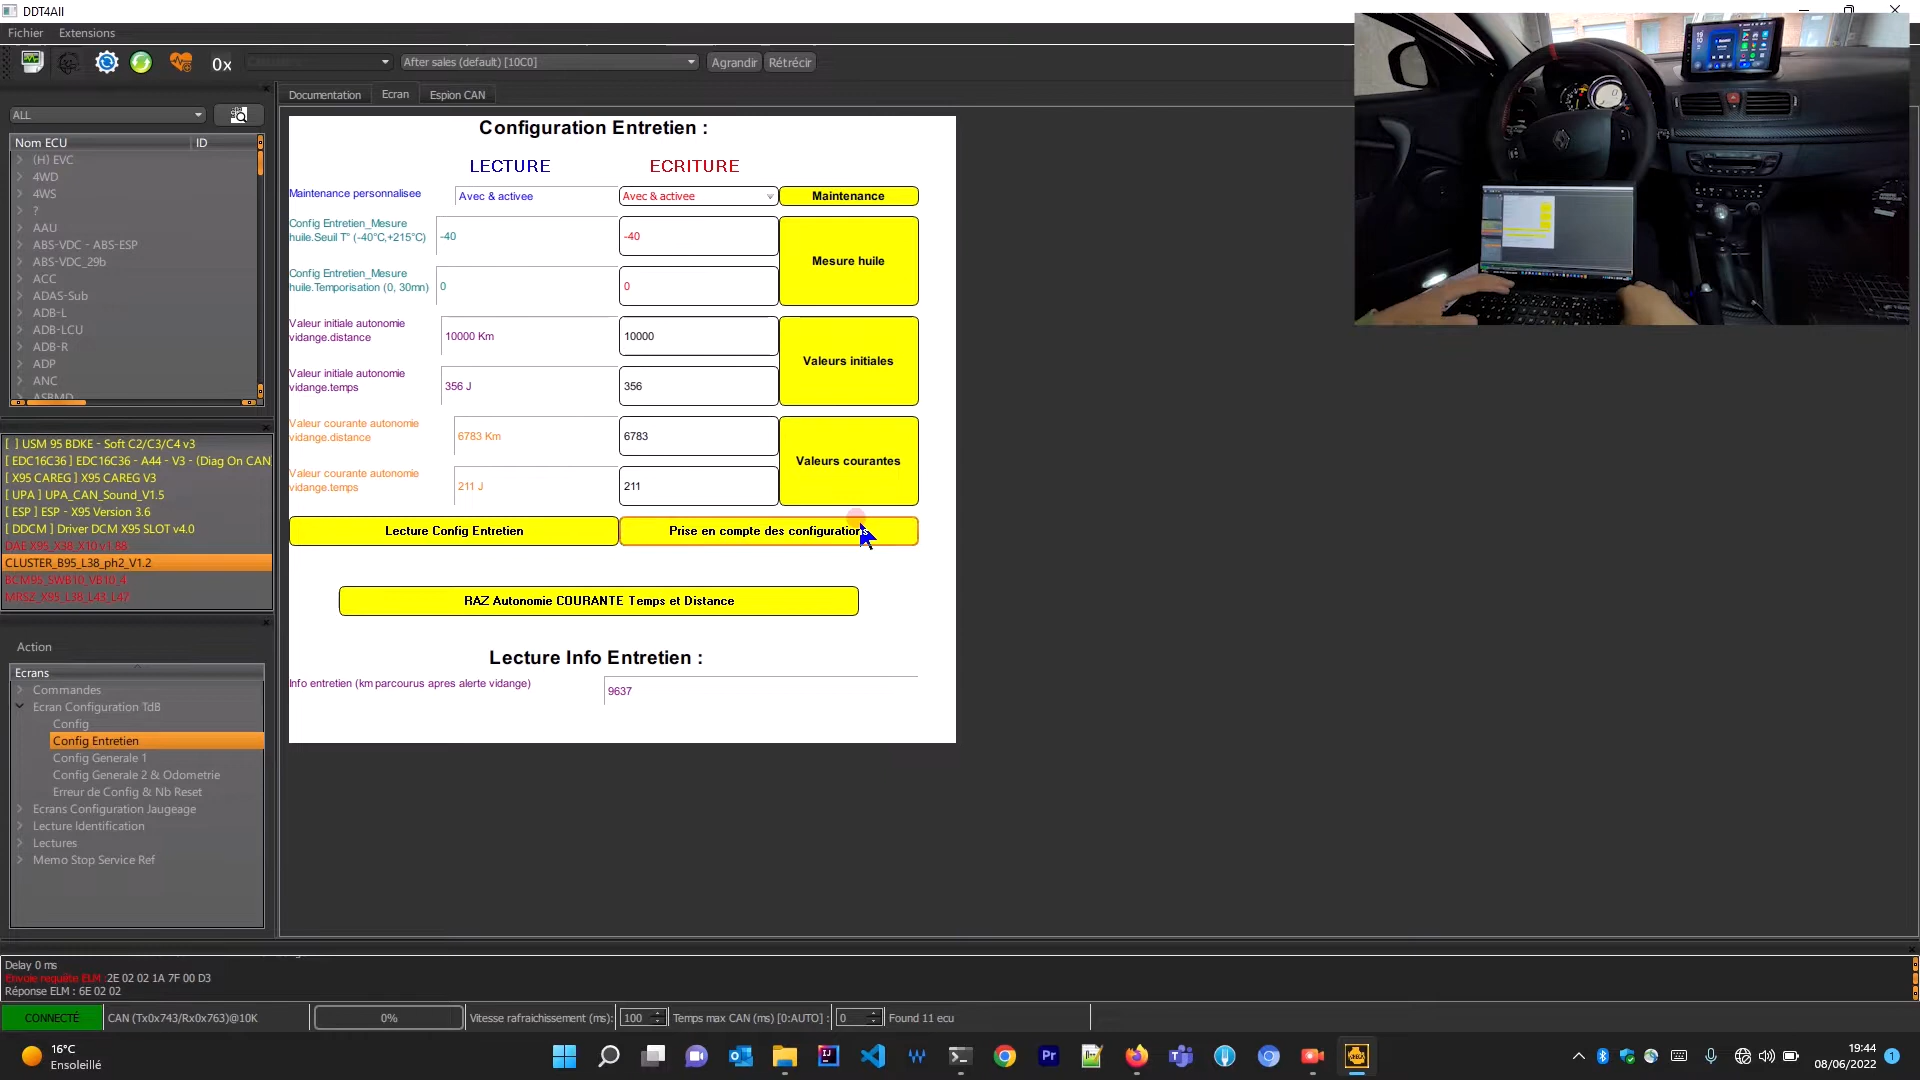 DDT4All
Fichier Extensions
0x
After sales (default) [10C0]
Agrandir Rétrécir
Documentation Ecran Espion CAN
ALL
Nom ECU ID
(H) EVC
4WD
4WS
?
AAU
ABS-VDC - ABS-ESP
ABS-VDC_29b
ACC
ADAS-Sub
ADB-L
ADB-LCU
ADB-R
ADP
ANC
ASBMD
[ ] USM 95 BDKE - Soft C2/C3/C4 v3
[ EDC16C36 ] EDC16C36 - A44 - V3 - (Diag On CAN
[ X95 CAREG ] X95 CAREG V3
[ UPA ] UPA_CAN_Sound_V1.5
[ ESP ] ESP - X95 Version 3.6
[ DDCM ] Driver DCM X95 SLOT v4.0
DAE X95_X38_X10 v1.88
CLUSTER_B95_L38_ph2_V1.2
BCM95_SWB10_VB10_4
MRSZ_X95_L38_L43_L47
Action
Ecrans
Commandes
Ecran Configuration TdB
Config
Config Entretien
Config Generale 1
Config Generale 2 & Odometrie
Erreur de Config & Nb Reset
Ecrans Configuration Jaugeage
Lecture Identification
Lectures
Memo Stop Service Ref
Configuration Entretien :
LECTURE ECRITURE
Maintenance personnalisee Avec & activee Avec & activee Maintenance
Config Entretien_Mesure
huile.Seuil T° (-40°C,+215°C) -40 -40
Mesure huile
Config Entretien_Mesure
huile.Temporisation (0, 30mn) 0 0
Valeur initiale autonomie
vidange.distance 10000 Km 10000
Valeurs initiales
Valeur initiale autonomie
vidange.temps 356 J 356
Valeur courante autonomie
vidange.distance 6783 Km 6783
Valeurs courantes
Valeur courante autonomie
vidange.temps 211 J 211
Lecture Config Entretien Prise en compte des configurations
RAZ Autonomie COURANTE Temps et Distance
Lecture Info Entretien :
Info entretien (km parcourus apres alerte vidange) 9637
Delay 0 ms
Envoie requête ELM :2E 02 02 1A 7F 00 D3
Réponse ELM : 6E 02 02
CONNECTÉ CAN (Tx0x743/Rx0x763)@10K 0% Vitesse rafraichissement (ms): 100 Temps max CAN (ms) [0:AUTO] : 0 Found 11 ecu
16°C
Ensoleillé
19:44
08/06/2022
1